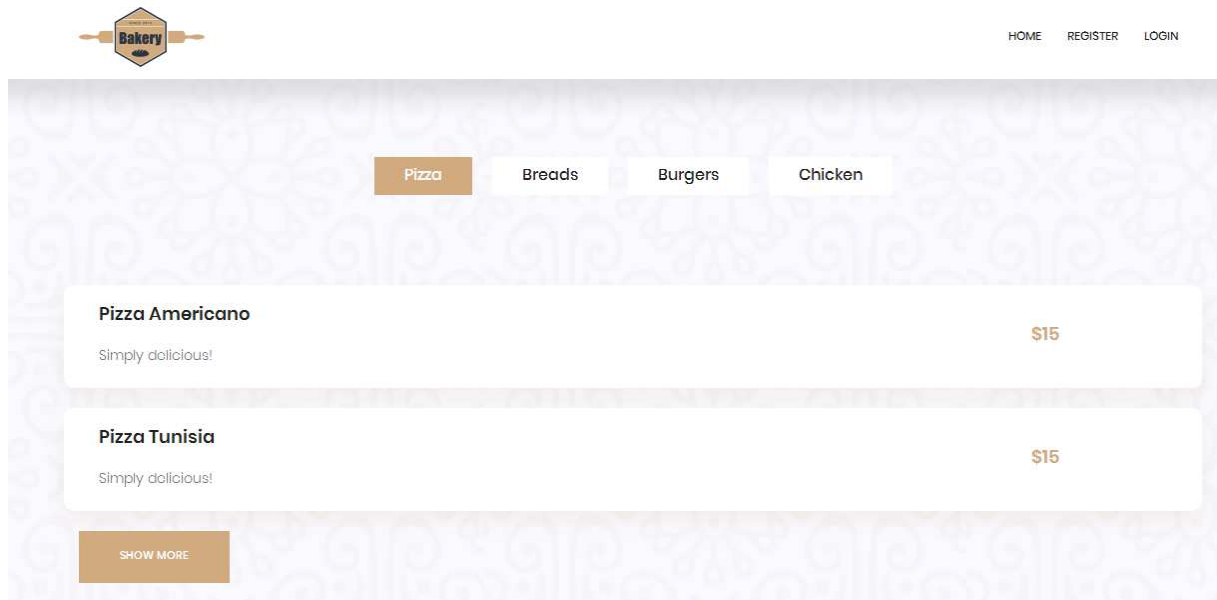 Bakery
HOME REGISTER LOGIN
Pizza Breads Burgers Chicken
Pizza Americano
$15
Simply delicious!
Pizza Tunisia
$15
Simply delicious!
SHOW MORE